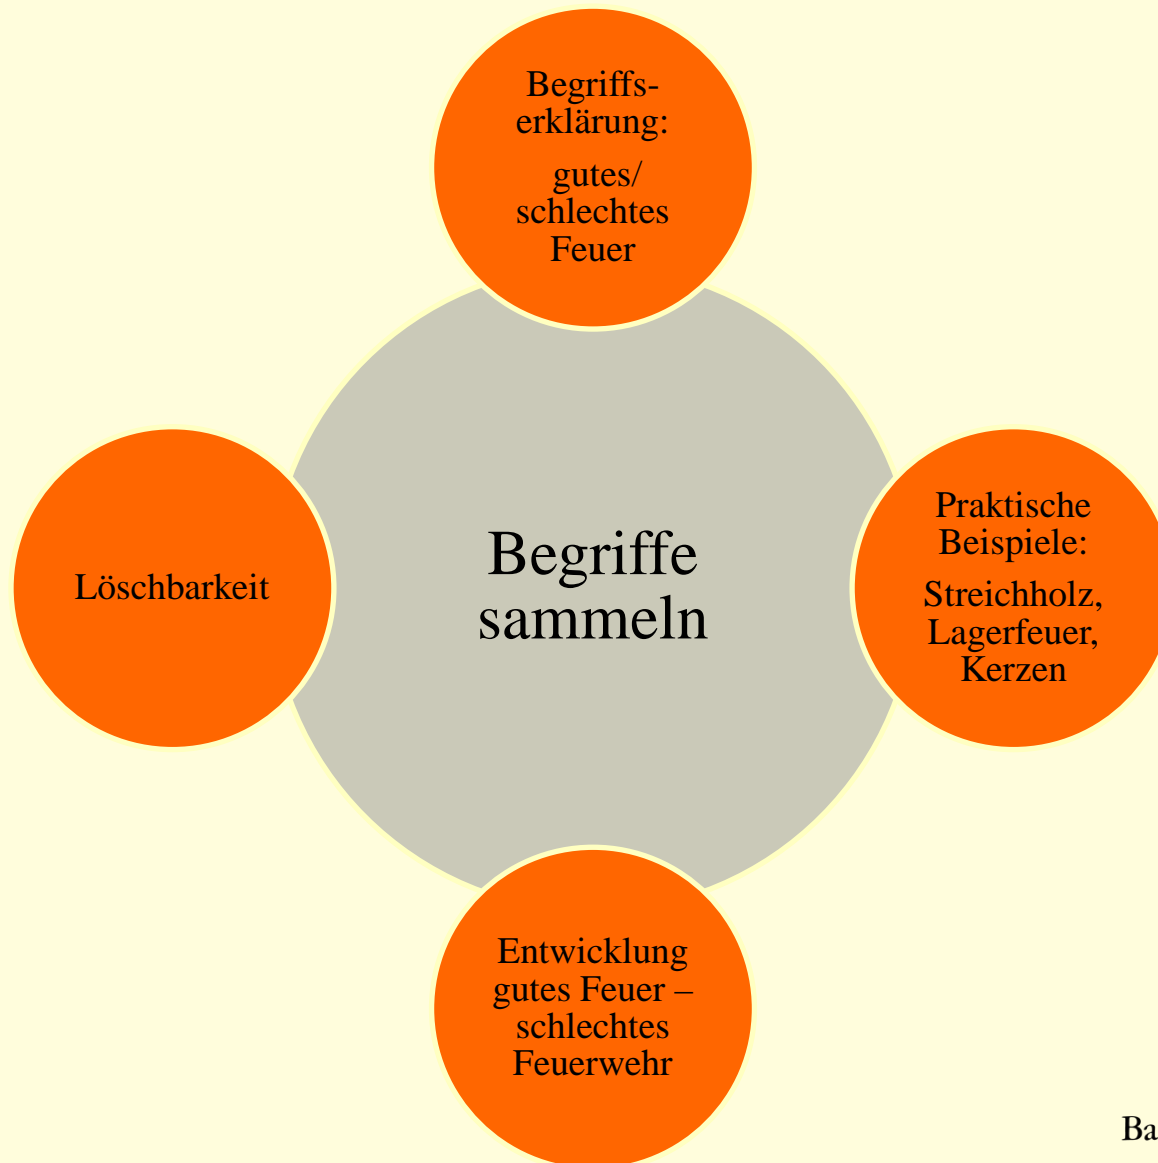 Begriffs-
erklärung:
gutes/
schlechtes
Feuer
Praktische
Beispiele:
Streichholz,
Lagerfeuer,
Kerzen
Entwicklung
gutes Feuer –
schlechtes
Feuerwehr
Löschbarkeit
Begriffe
sammeln
Ba